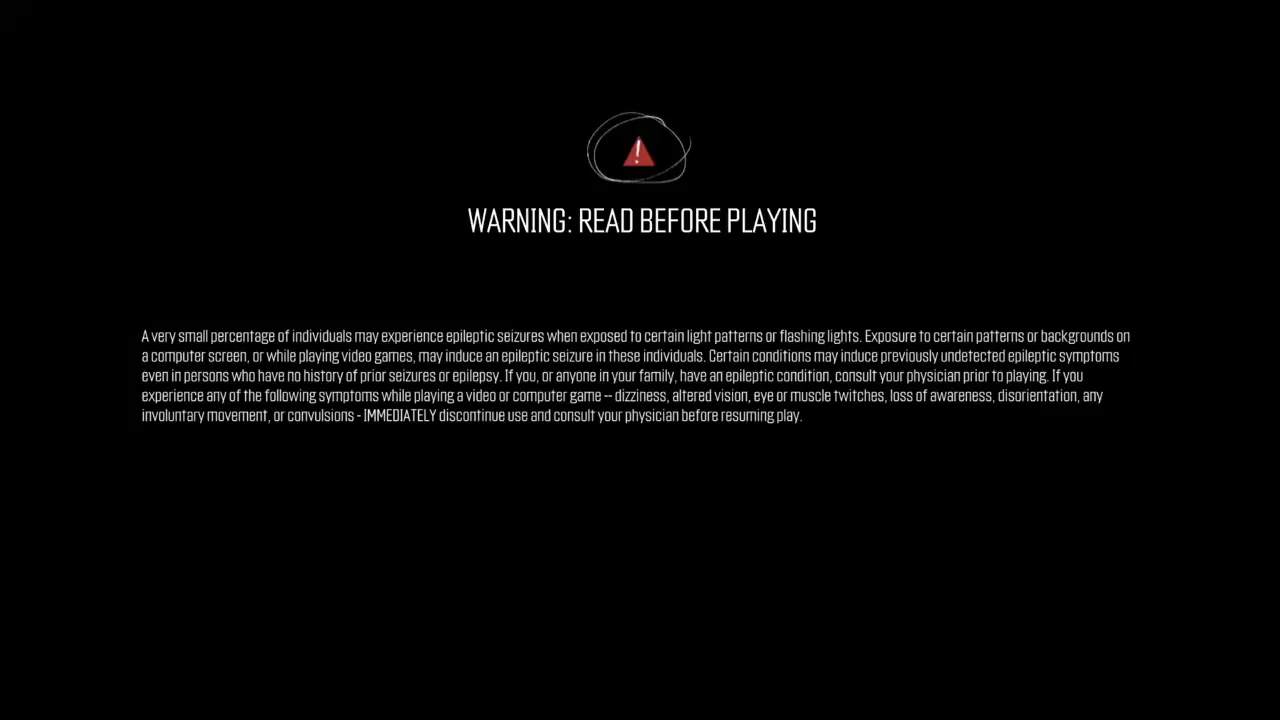 WARNING: READ BEFORE PLAYING
A very small percentage of individuals may experience epileptic seizures when exposed to certain light patterns or flashing lights. Exposure to certain patterns or backgrounds on
a computer screen, or while playing video games, may induce an epileptic seizure in these individuals. Certain conditions may induce previously undetected epileptic symptoms
even in persons who have no history of prior seizures or epilepsy. If you, or anyone in your family, have an epileptic condition, consult your physician prior to playing. If you
experience any of the following symptoms while playing a video or computer game -- dizziness, altered vision, eye or muscle twitches, loss of awareness, disorientation, any
involuntary movement, or convulsions - IMMEDIATELY discontinue use and consult your physician before resuming play.